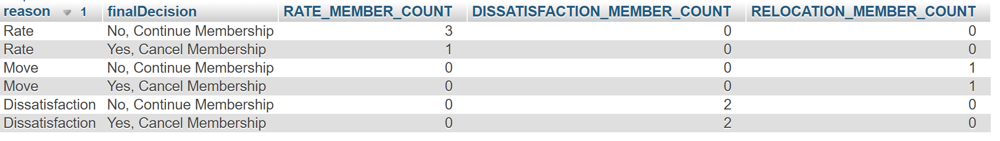 reason 1 finalDecision RATE_MEMBER_COUNT DISSATISFACTION_MEMBER_COUNT RELOCATION_MEMBER_COUNT
Rate No, Continue Membership 3 0 0
Rate Yes, Cancel Membership 1 0 0
Move No, Continue Membership 0 0 1
Move Yes, Cancel Membership 0 0 1
Dissatisfaction No, Continue Membership 0 2 0
Dissatisfaction Yes, Cancel Membership 0 2 0